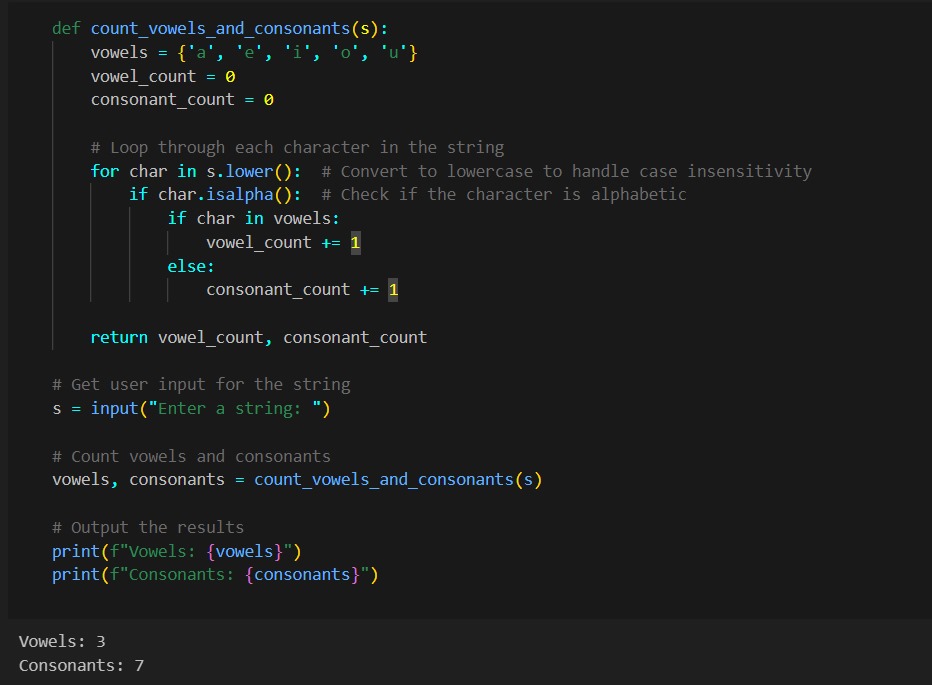 def count_vowels_and_consonants(s):
    vowels = {'a', 'e', 'i', 'o', 'u'}
    vowel_count = 0
    consonant_count = 0

    # Loop through each character in the string
    for char in s.lower():  # Convert to lowercase to handle case insensitivity
        if char.isalpha():  # Check if the character is alphabetic
            if char in vowels:
                vowel_count += 1
            else:
                consonant_count += 1

    return vowel_count, consonant_count

# Get user input for the string
s = input("Enter a string: ")

# Count vowels and consonants
vowels, consonants = count_vowels_and_consonants(s)

# Output the results
print(f"Vowels: {vowels}")
print(f"Consonants: {consonants}")

Vowels: 3
Consonants: 7